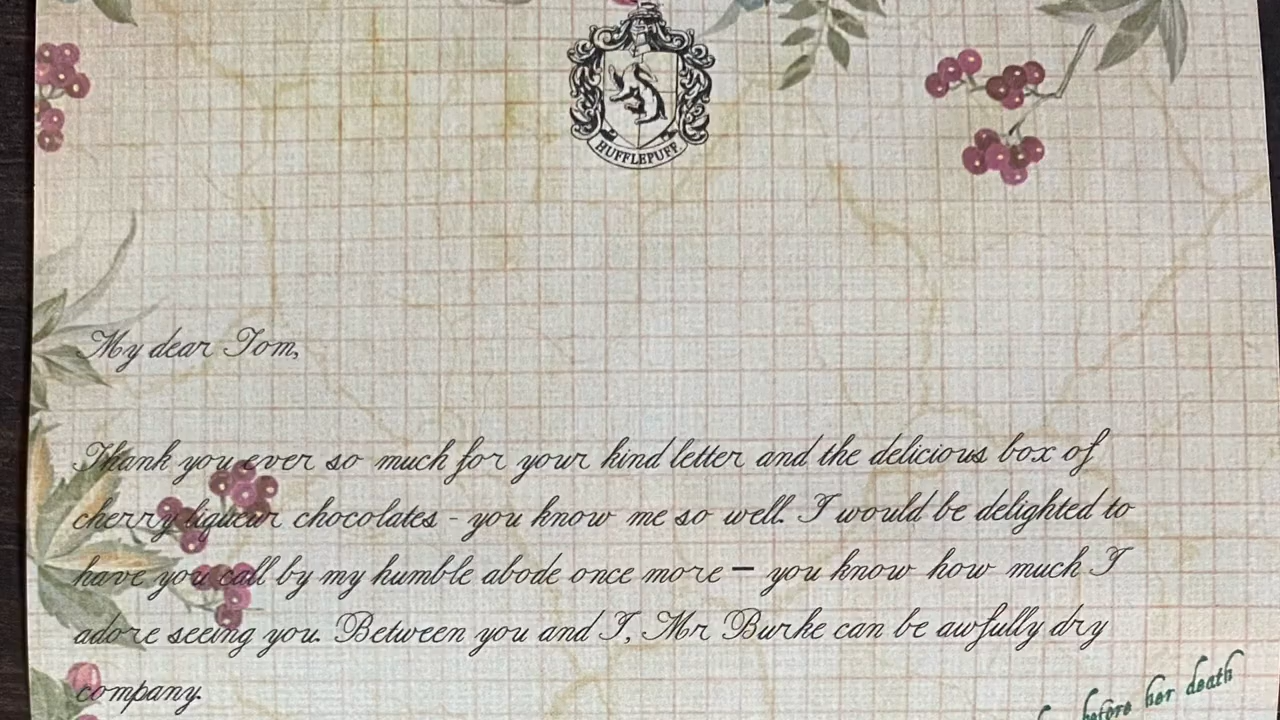 HUFFLEPUFF
My dear Tom,
Thank you ever so much for your kind letter and the delicious box of
cherry liqueur chocolates - you know me so well. I would be delighted to
have you call by my humble abode once more – you know how much I
adore seeing you. Between you and I, Mr Burke can be awfully dry
company.
before her death